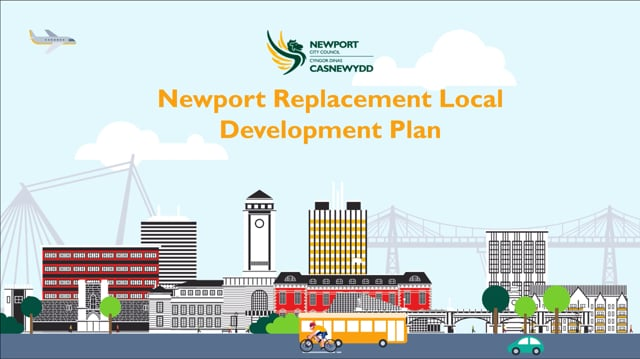 NEWPORT
CITY COUNCIL
CYNGOR DINAS
CASNEWYDD
Newport Replacement Local
Development Plan